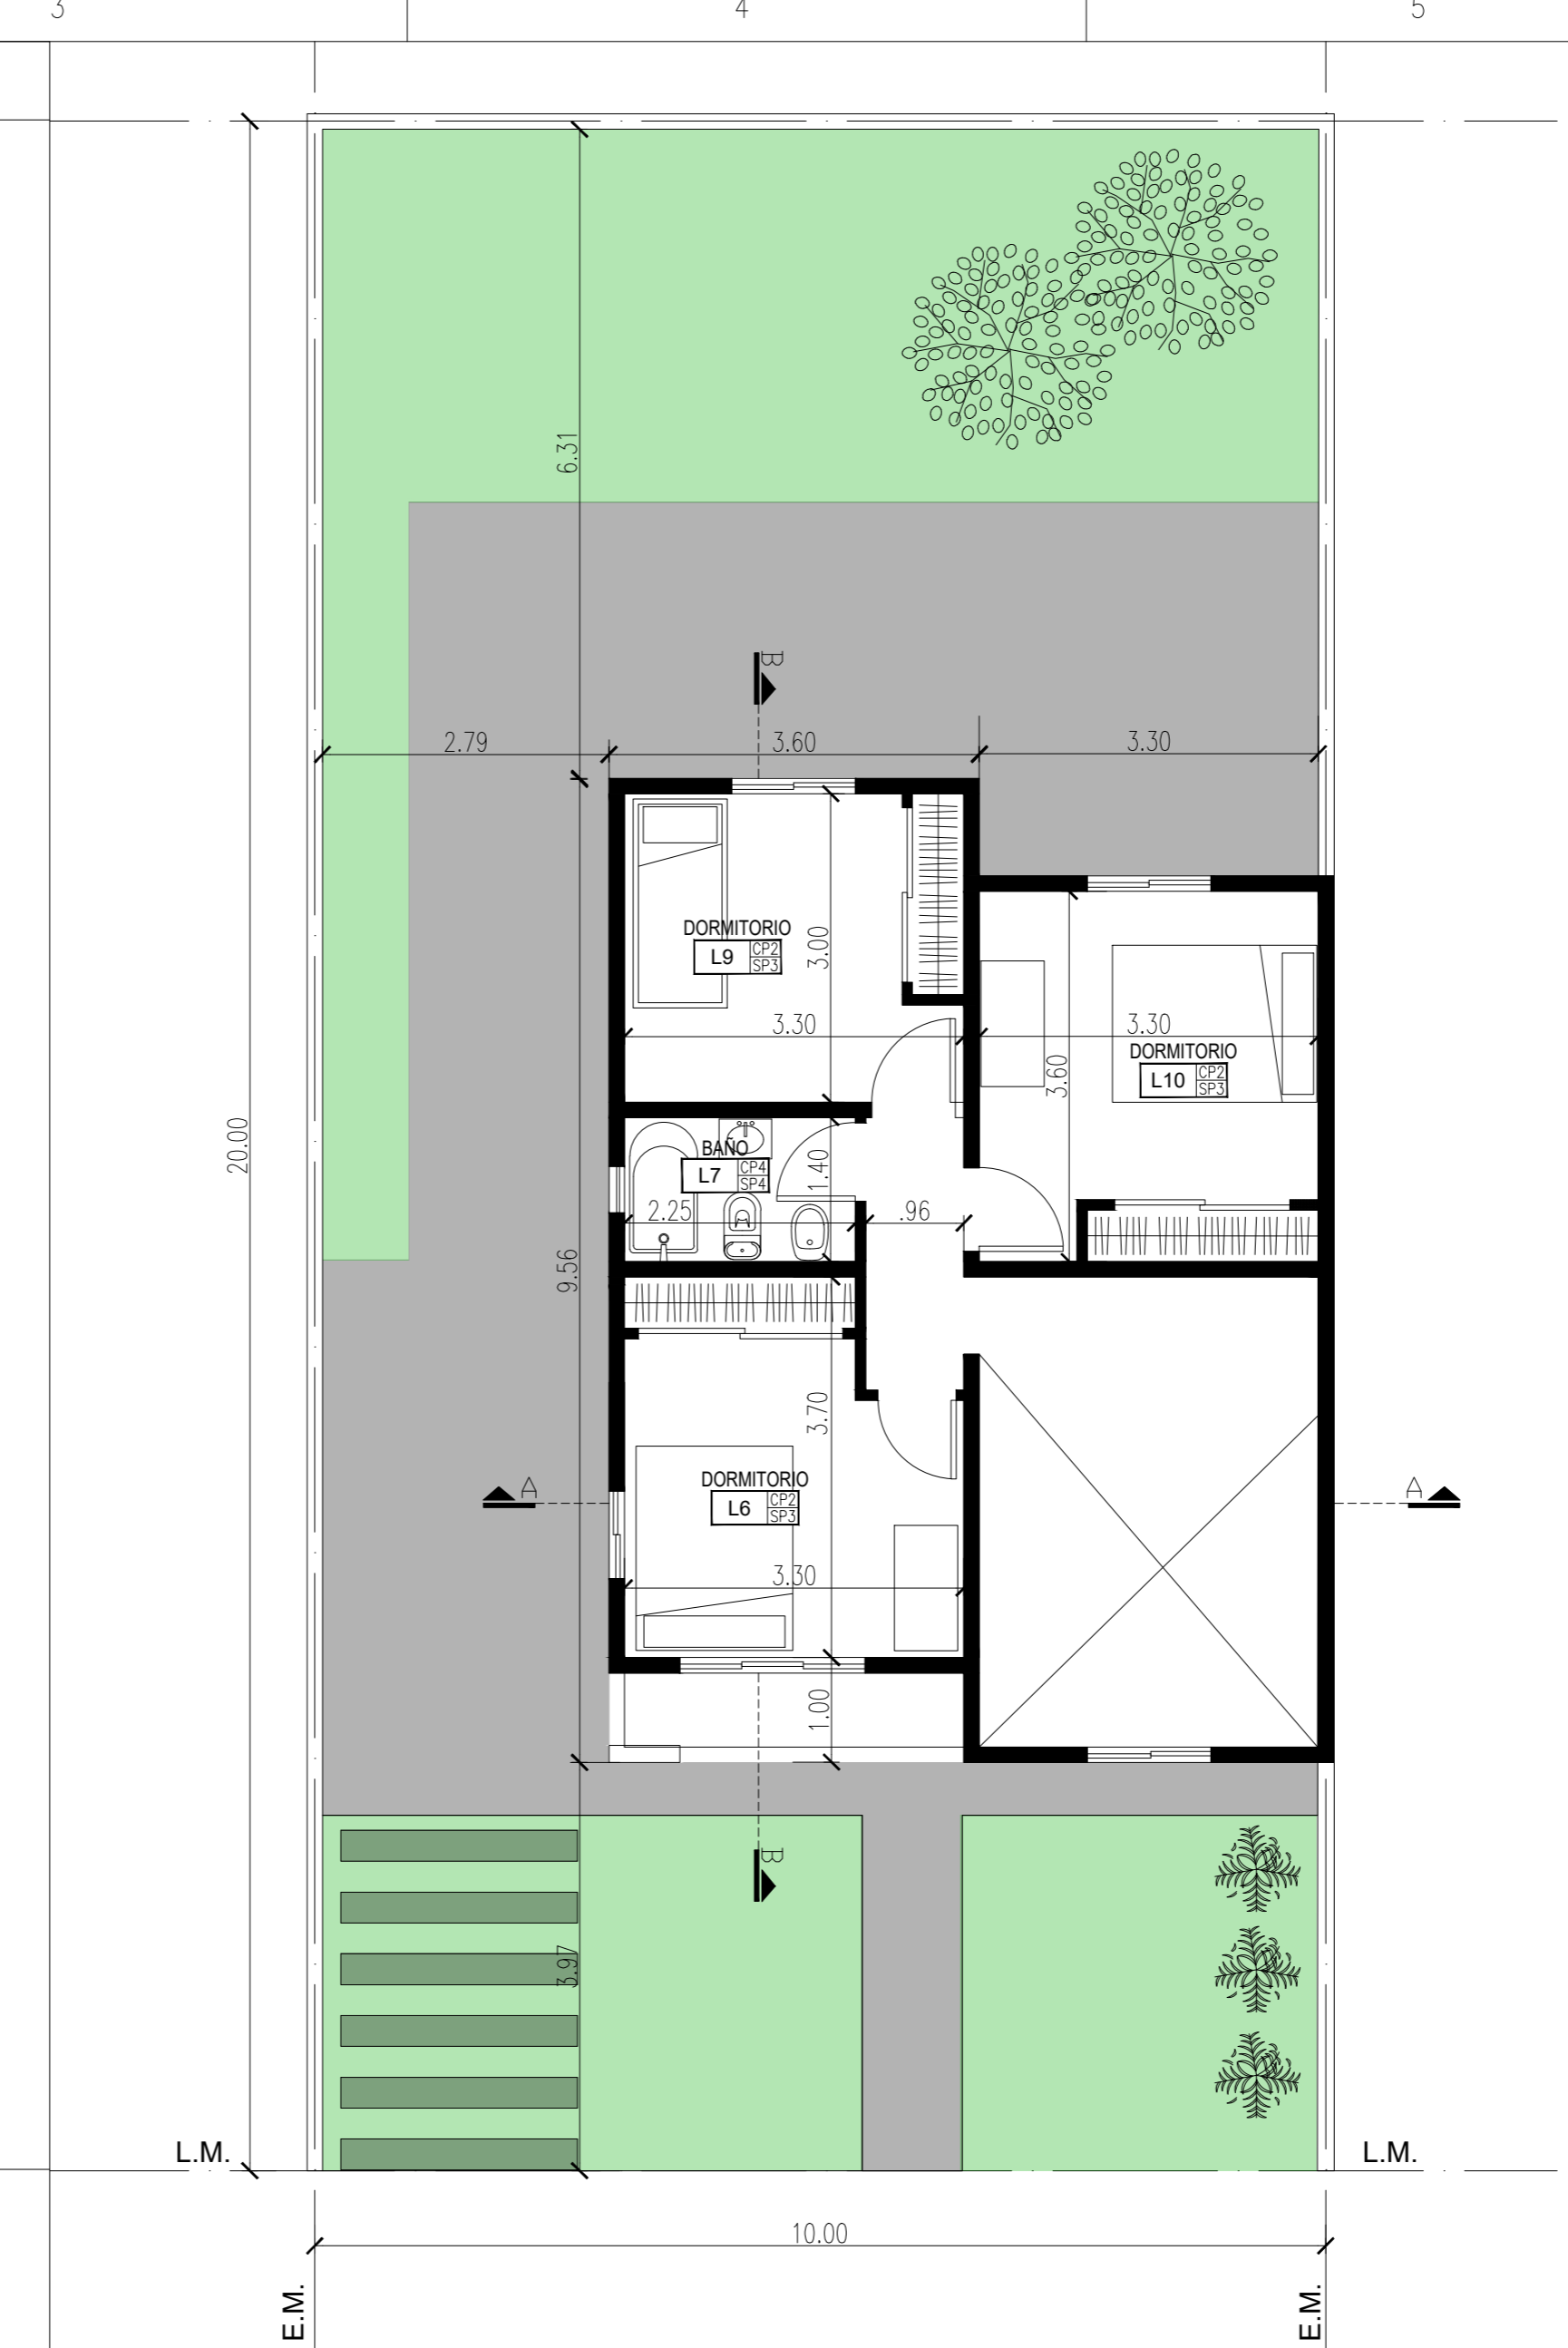 3 4 5
6.31
B
2.79 3.60 3.30
DORMITORIO
L9 CP2
SP3
3.00
3.30
3.30
DORMITORIO
L10 CP2
SP3
3.60
20.00
BAÑO
L7 CP4
SP4
1.40
2.25
.96
9.56
3.70
DORMITORIO
L6 CP2
SP3
A
A
3.30
1.00
B
3.97
L.M. L.M.
10.00
E.M. E.M.